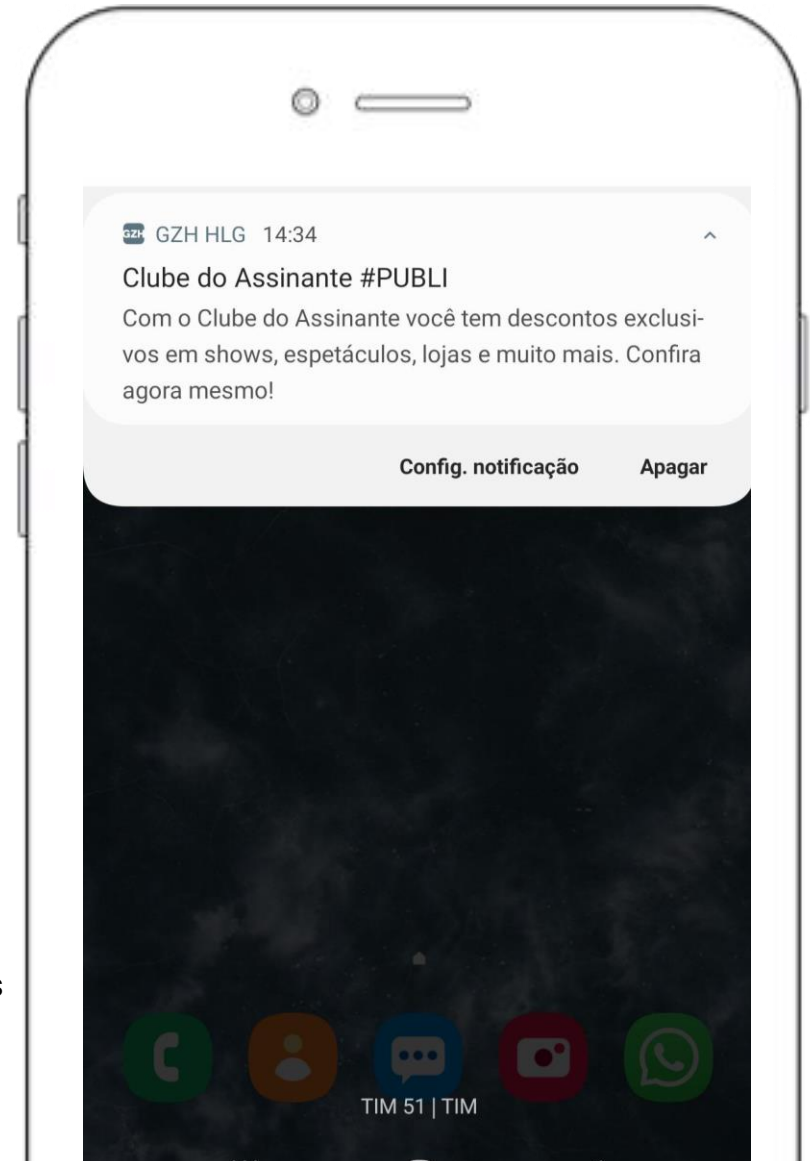 GZH GZH HLG 14:34
Clube do Assinante #PUBLI
Com o Clube do Assinante você tem descontos exclusi-
vos em shows, espetáculos, lojas e muito mais. Confira
agora mesmo!
Config. notificação Apagar
s
TIM 51 | TIM